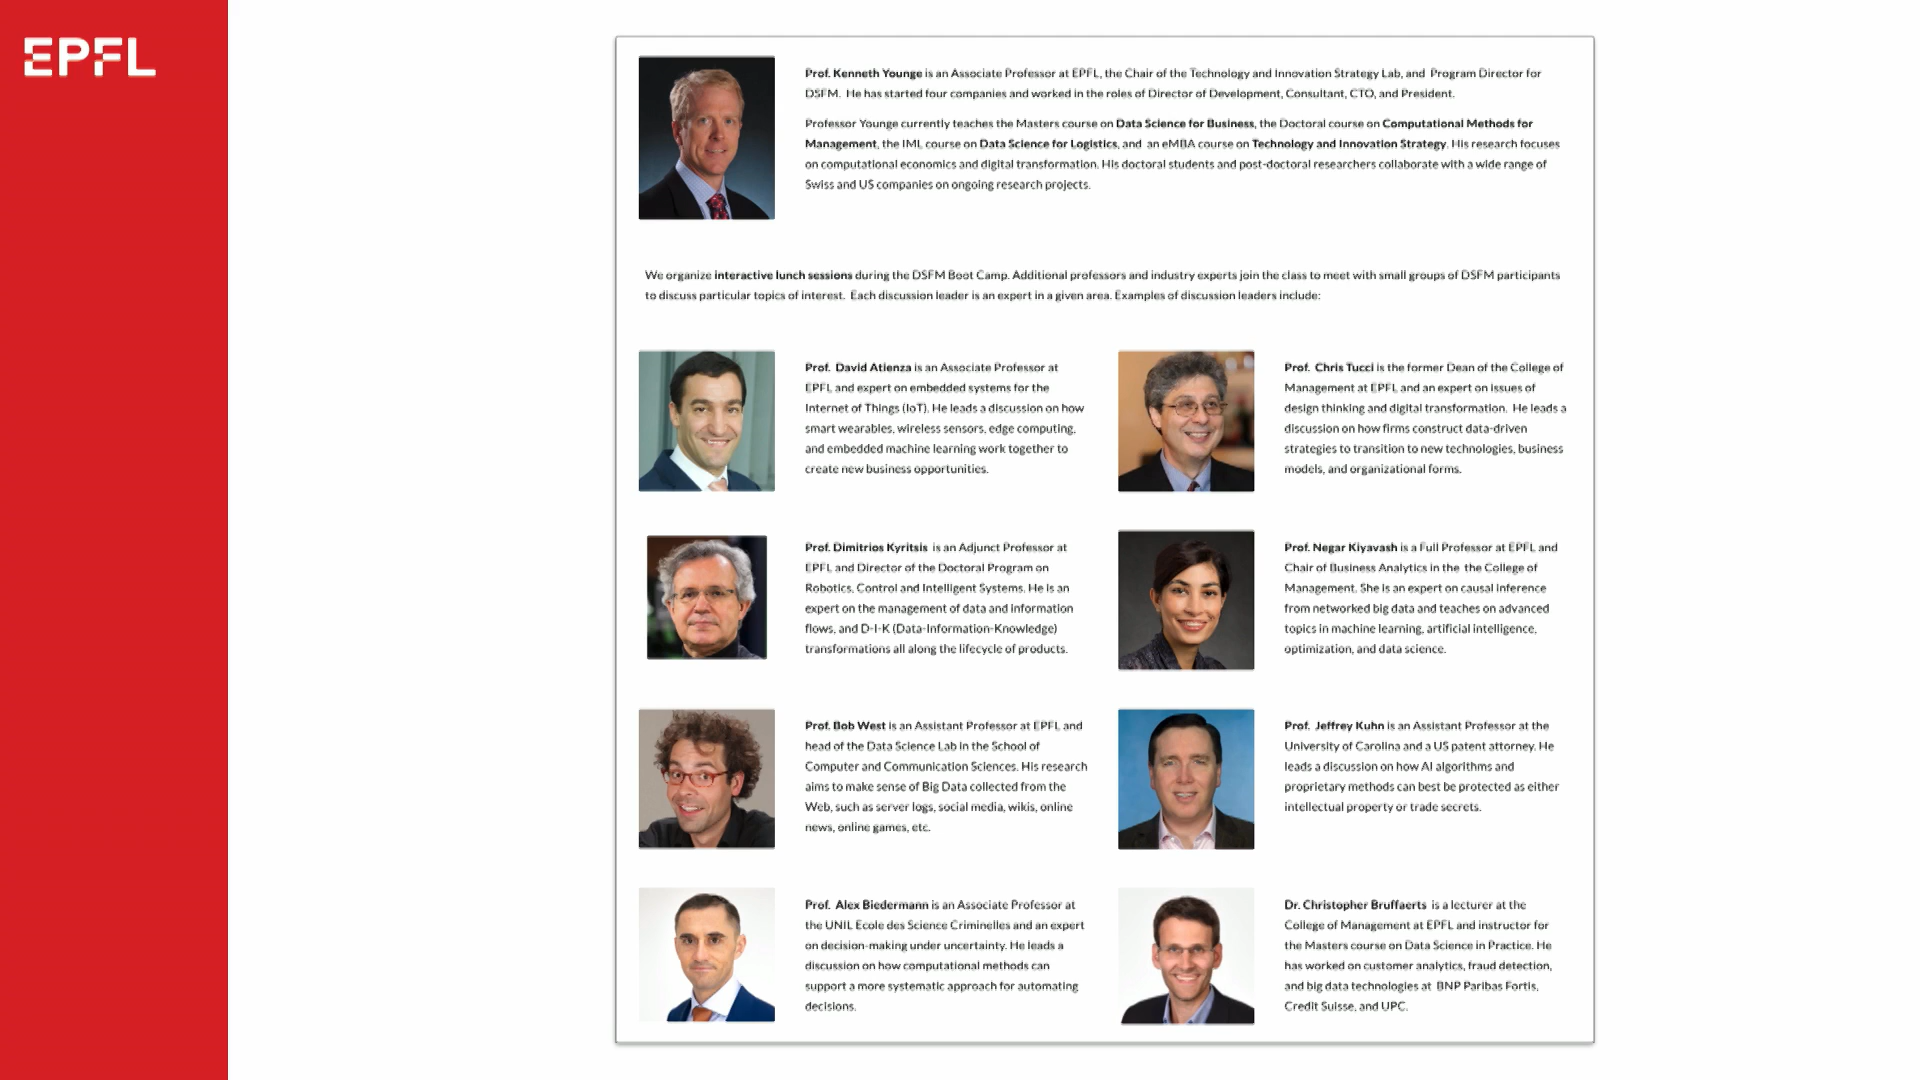 EPFL
Prof. Kenneth Younge is an Associate Professor at EPFL, the Chair of the Technology and Innovation Strategy Lab, and Program Director for
DSFM. He has started four companies and worked in the roles of Director of Development, Consultant, CTO, and President.
Professor Younge currently teaches the Masters course on Data Science for Business, the Doctoral course on Computational Methods for
Management, the IML course on Data Science for Logistics, and an eMBA course on Technology and Innovation Strategy. His research focuses
on computational economics and digital transformation. His doctoral students and post-doctoral researchers collaborate with a wide range of
Swiss and US companies on ongoing research projects.
We organize interactive lunch sessions during the DSFM Boot Camp. Additional professors and industry experts join the class to meet with small groups of DSFM participants
to discuss particular topics of interest. Each discussion leader is an expert in a given area. Examples of discussion leaders include:
Prof. David Atienza is an Associate Professor at
EPFL and expert on embedded systems for the
Internet of Things (IoT). He leads a discussion on how
smart wearables, wireless sensors, edge computing,
and embedded machine learning work together to
create new business opportunities.
Prof. Chris Tucci is the former Dean of the College of
Management at EPFL and an expert on issues of
design thinking and digital transformation. He leads a
discussion on how firms construct data-driven
strategies to transition to new technologies, business
models, and organizational forms.
Prof. Dimitrios Kyritsis is an Adjunct Professor at
EPFL and Director of the Doctoral Program on
Robotics, Control and Intelligent Systems. He is an
expert on the management of data and information
flows, and D-I-K (Data-Information-Knowledge)
transformations all along the lifecycle of products.
Prof. Negar Kiyavash is a Full Professor at EPFL and
Chair of Business Analytics in the the College of
Management. She is an expert on causal inference
from networked big data and teaches on advanced
topics in machine learning, artificial intelligence,
optimization, and data science.
Prof. Bob West is an Assistant Professor at EPFL and
head of the Data Science Lab in the School of
Computer and Communication Sciences. His research
aims to make sense of Big Data collected from the
Web, such as server logs, social media, wikis, online
news, online games, etc.
Prof. Jeffrey Kuhn is an Assistant Professor at the
University of Carolina and a US patent attorney. He
leads a discussion on how AI algorithms and
proprietary methods can best be protected as either
intellectual property or trade secrets.
Prof. Alex Biedermann is an Associate Professor at
the UNIL Ecole des Science Criminelles and an expert
on decision-making under uncertainty. He leads a
discussion on how computational methods can
support a more systematic approach for automating
decisions.
Dr. Christopher Bruffaerts is a lecturer at the
College of Management at EPFL and instructor for
the Masters course on Data Science in Practice. He
has worked on customer analytics, fraud detection,
and big data technologies at BNP Paribas Fortis,
Credit Suisse, and UPC.